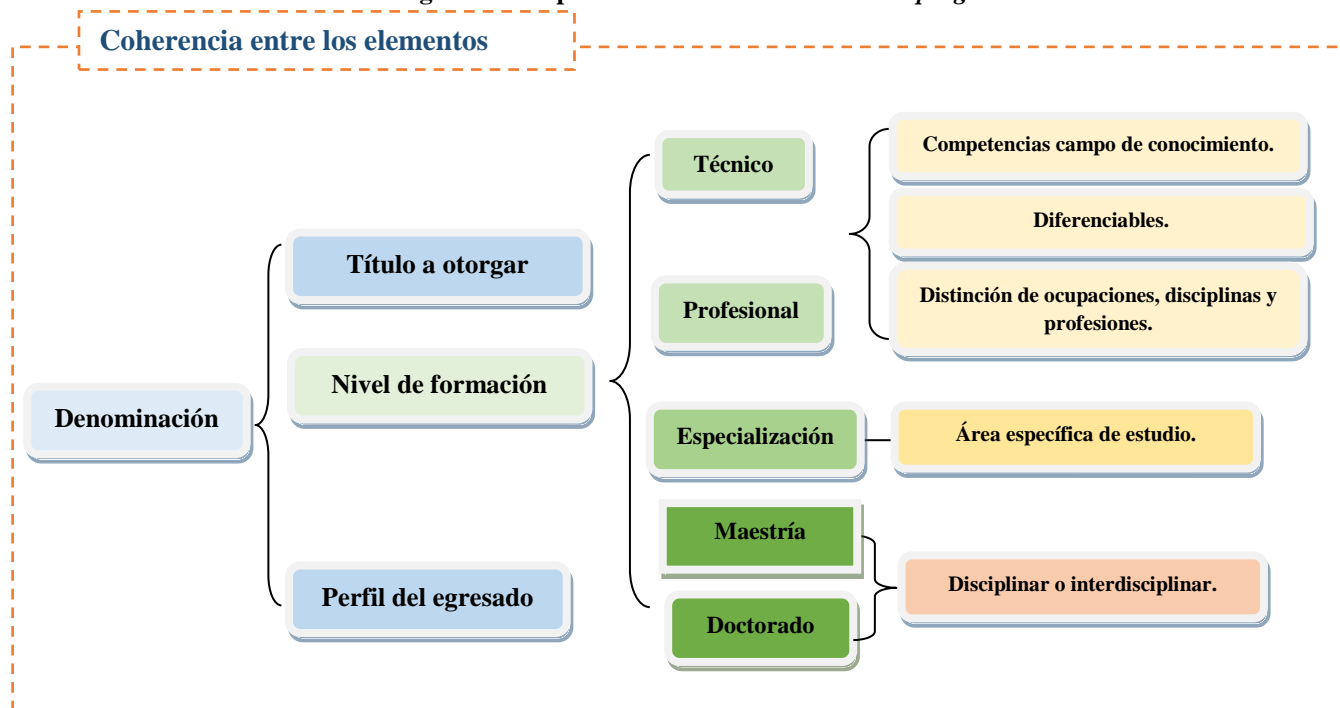 Coherencia entre los elementos
Técnico
Competencias campo de conocimiento.
Diferenciables.
Título a otorgar
Profesional
Distinción de ocupaciones, disciplinas y
profesiones.
Nivel de formación
Denominación
Especialización
Área específica de estudio.
Maestría
Disciplinar o interdisciplinar.
Perfil del egresado
Doctorado